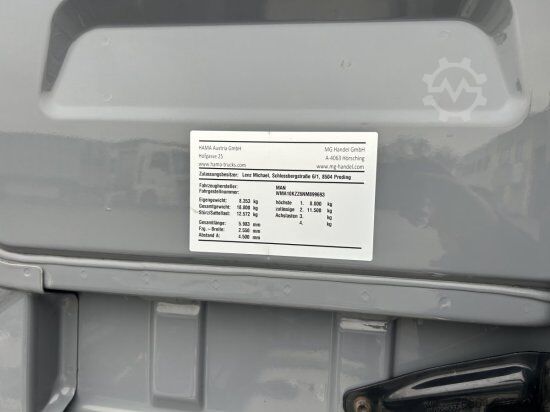 HAMA Austria GmbH MG Handel GmbH
Hofgasse 25 A-4063 Hörsching
www.hama-trucks.com www.mg-handel.com
Zulassungsbesitzer: Lenz Michael, Schlossbergstraße 6/1, 8504 Preding
Fahrzeughersteller: MAN
Fahrgestellnummer: WMA10KZZ8NM899693
Eigengewicht: 8.353 kg höchste 1. 8.000 kg
Gesamtgewicht: 18.000 kg zulässige 2. 11.500 kg
Stütz/Sattellast: 12.572 kg Achslasten 3. kg
Gesamtlänge: 5.983 mm 4. kg
Fzg. - Breite: 2.550 mm
Abstand A: 4.500 mm